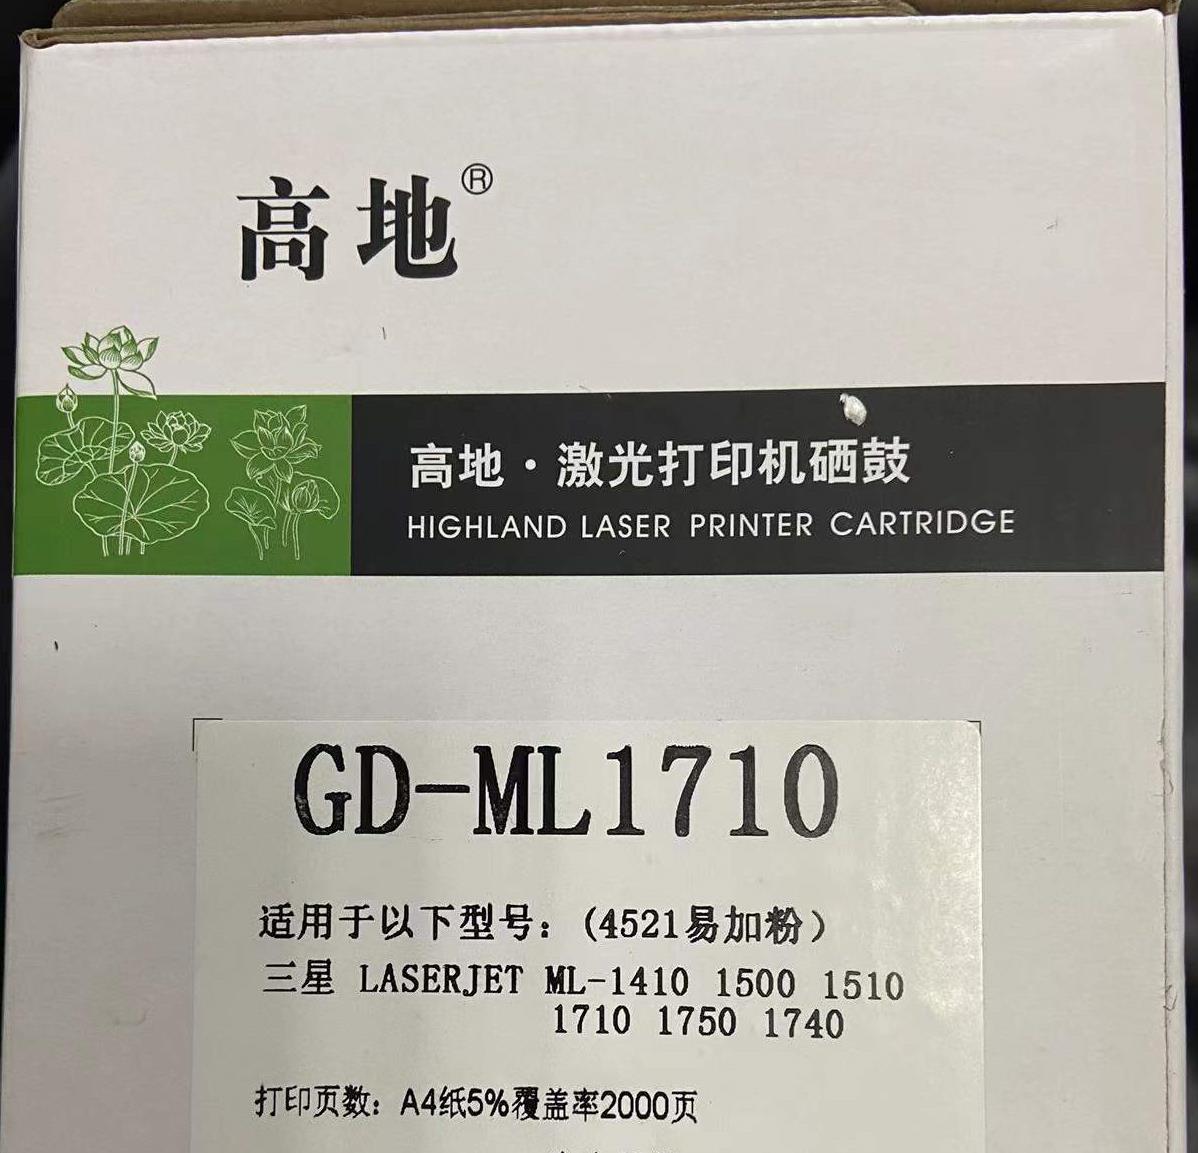 高地®
高地·激光打印机硒鼓
HIGHLAND LASER PRINTER CARTRIDGE
GD-ML1710
适用于以下型号：(4521易加粉）
三星 LASERJET ML-1410 1500 1510
1710 1750 1740
打印页数：A4纸5%覆盖率2000页